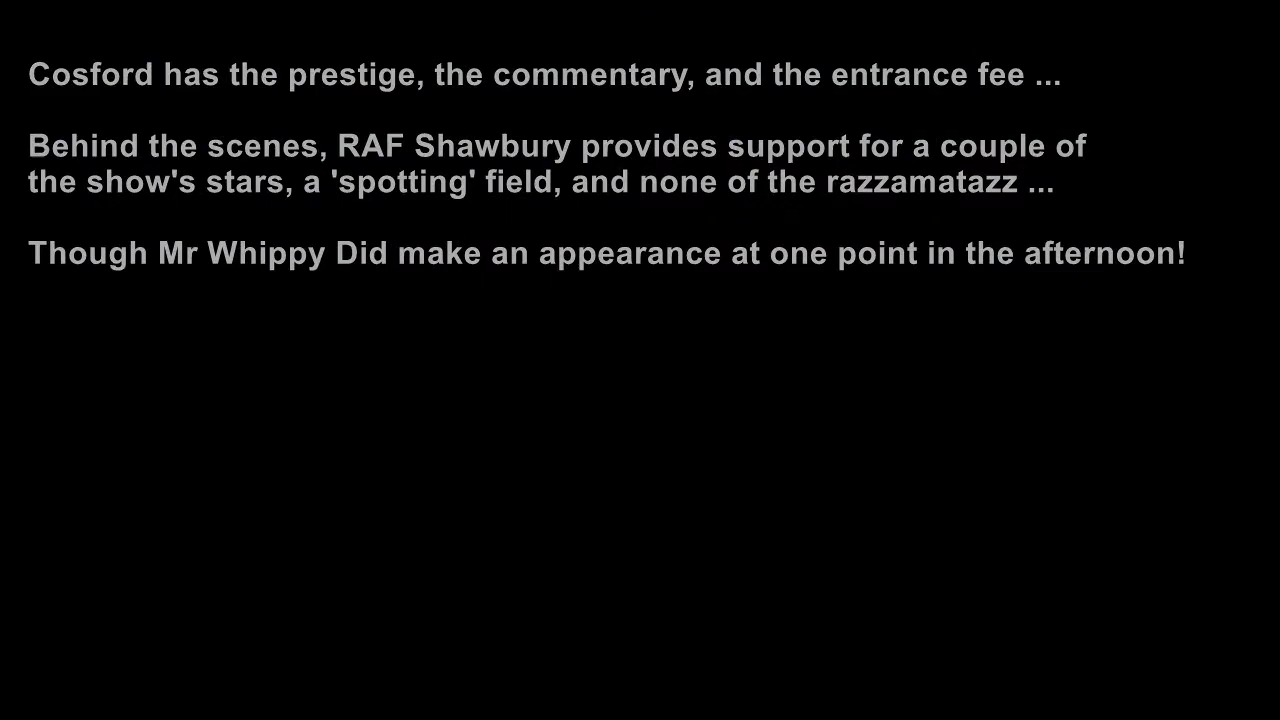 Cosford has the prestige, the commentary, and the entrance fee ...
Behind the scenes, RAF Shawbury provides support for a couple of
the show's stars, a 'spotting' field, and none of the razzamatazz ...
Though Mr Whippy Did make an appearance at one point in the afternoon!